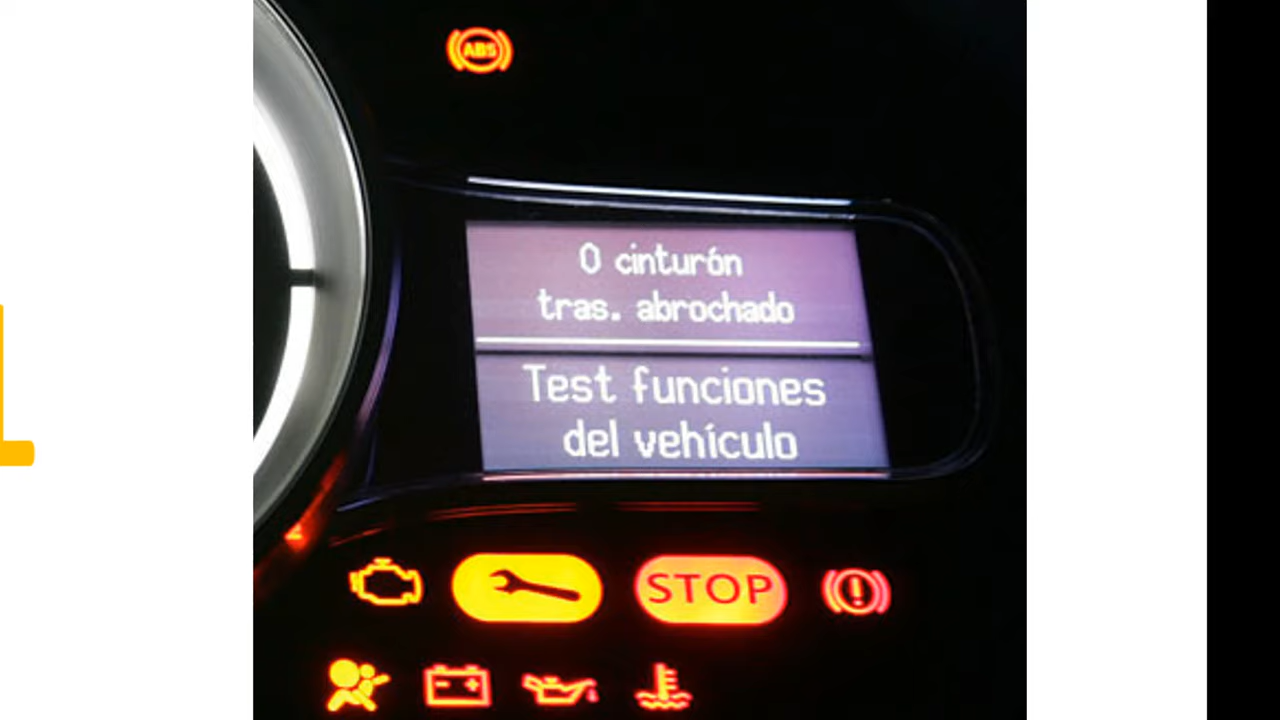 ABS
0 cinturón
tras. abrochado
Test funciones
del vehículo
STOP